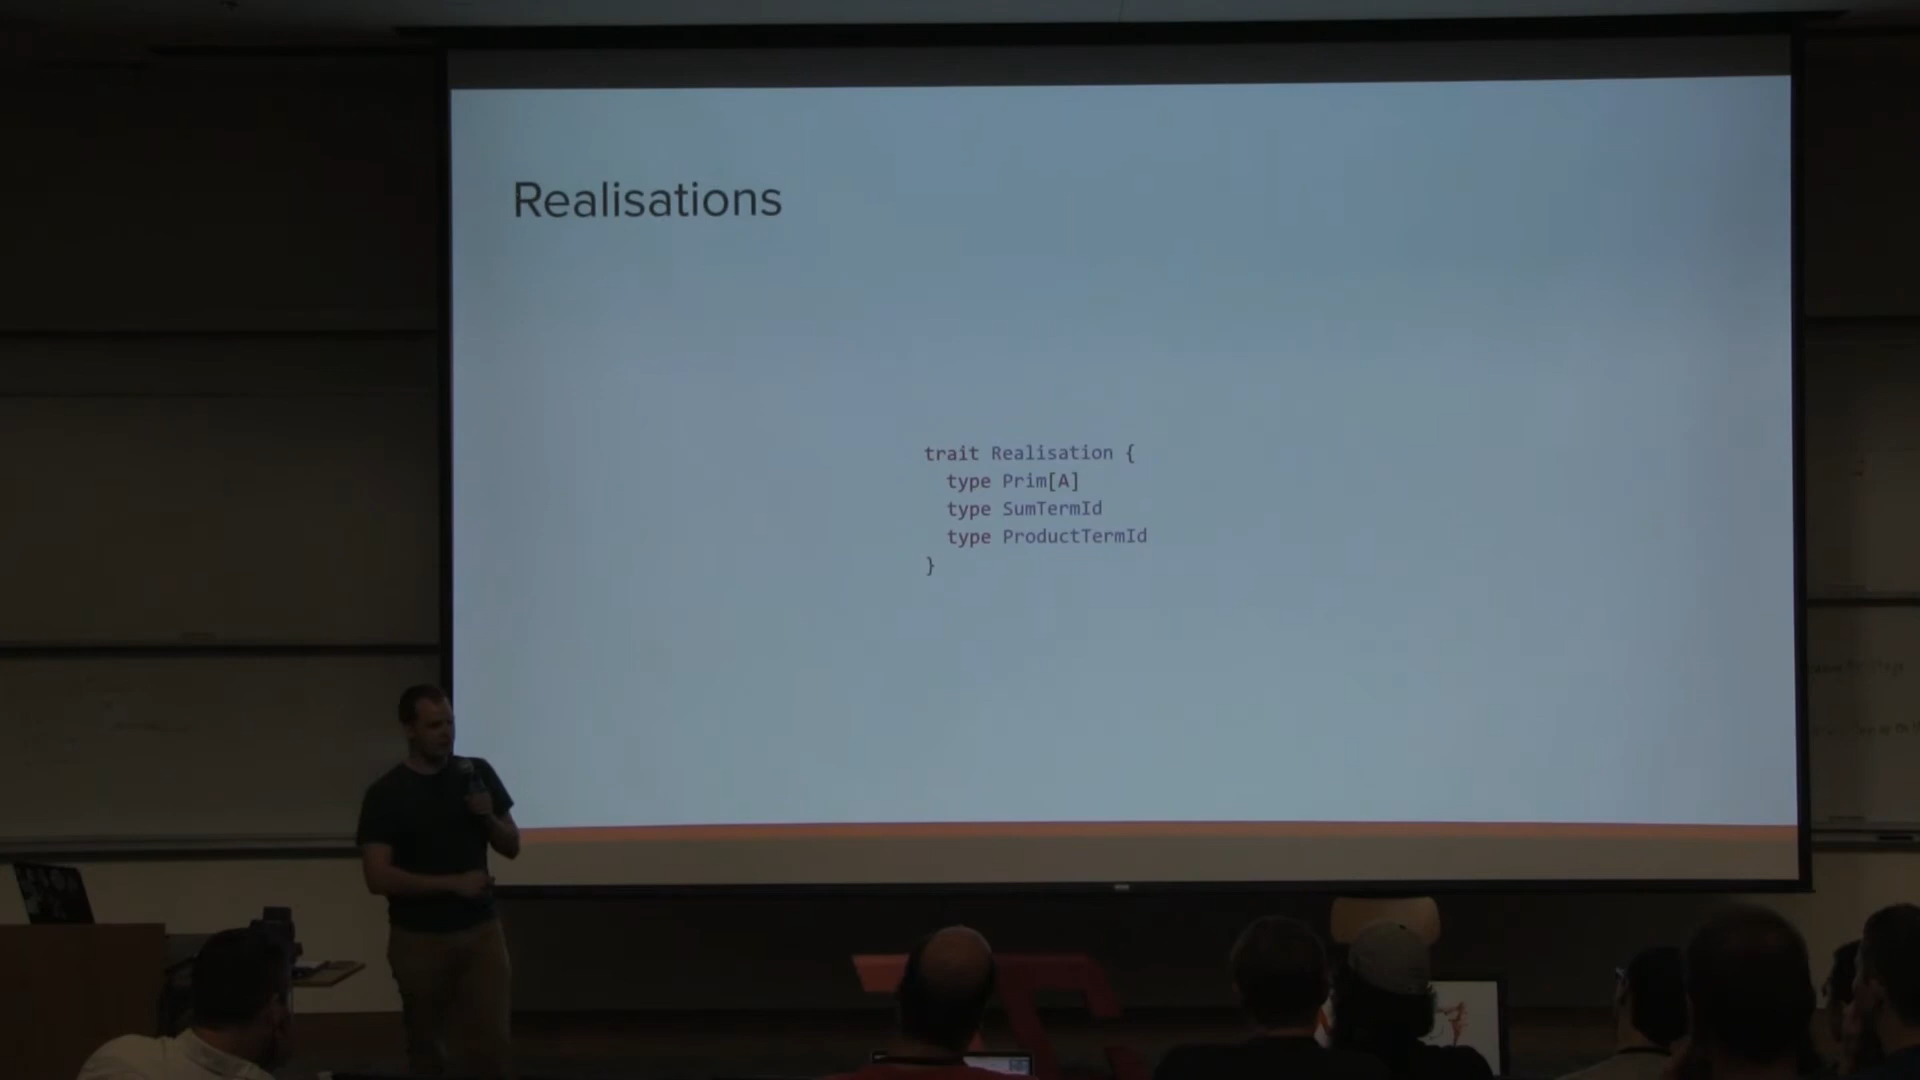 Realisations
trait Realisation {
type Prim[A]
type SumTermId
type ProductTermId
}